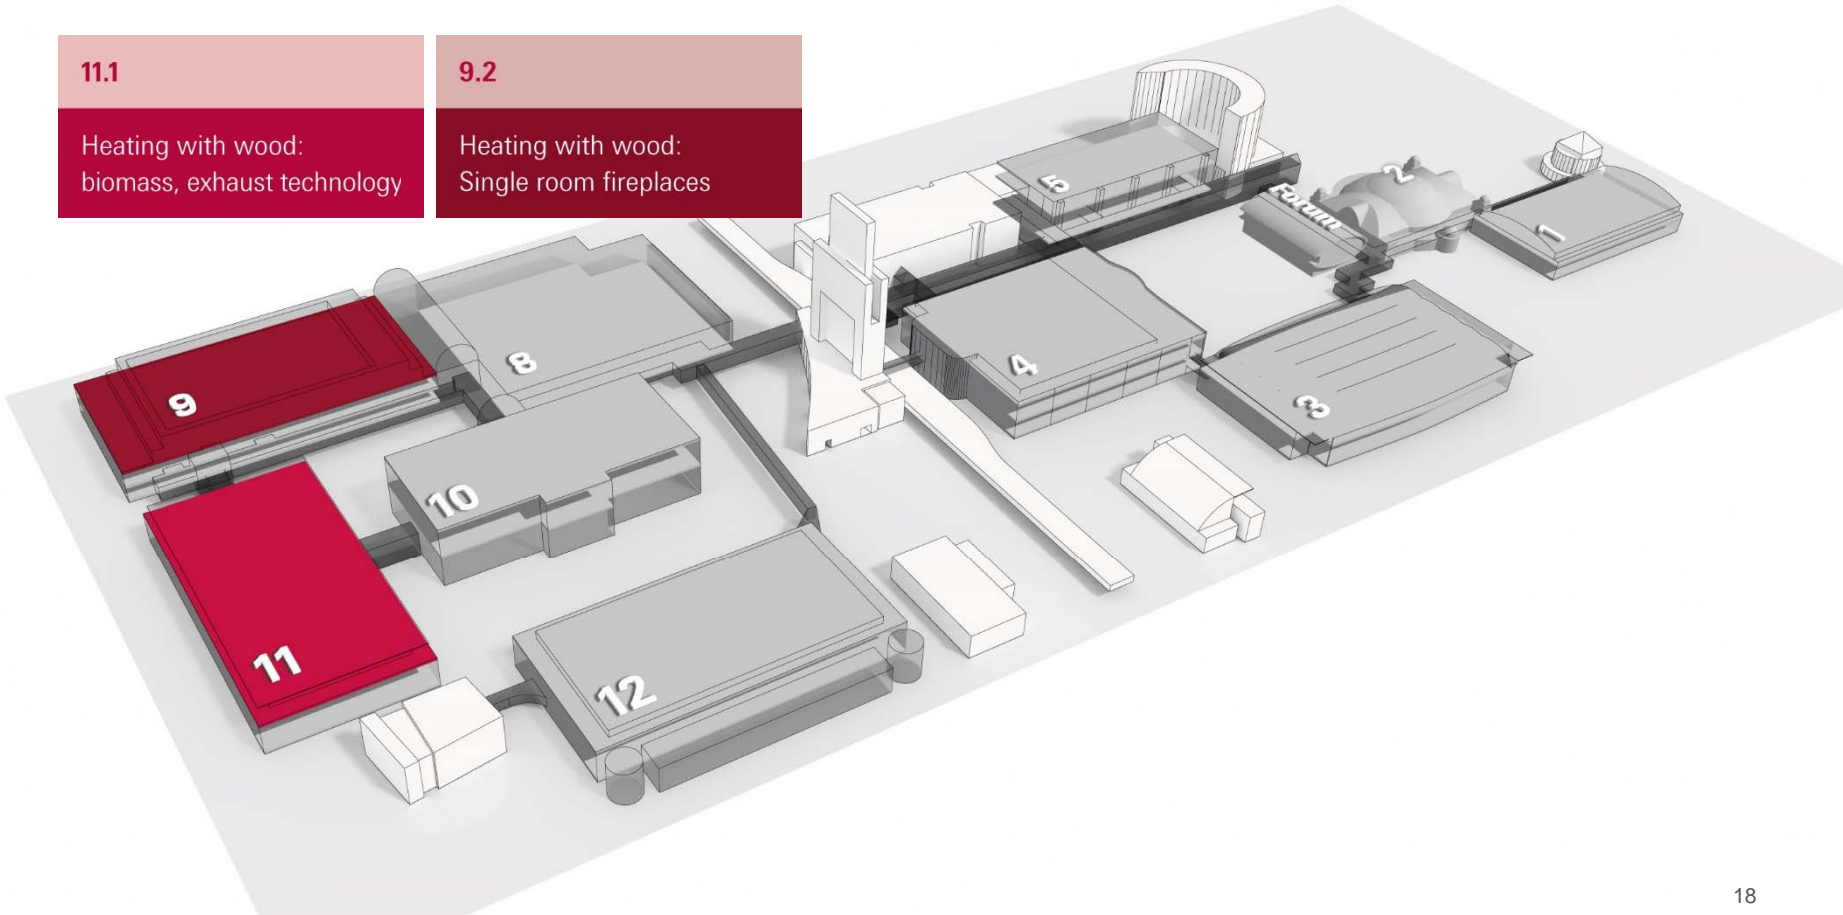 11.1
Heating with wood:
biomass, exhaust technology
9.2
Heating with wood:
Single room fireplaces
5
Forum
2
1
8
4
3
9
10
11
12
18